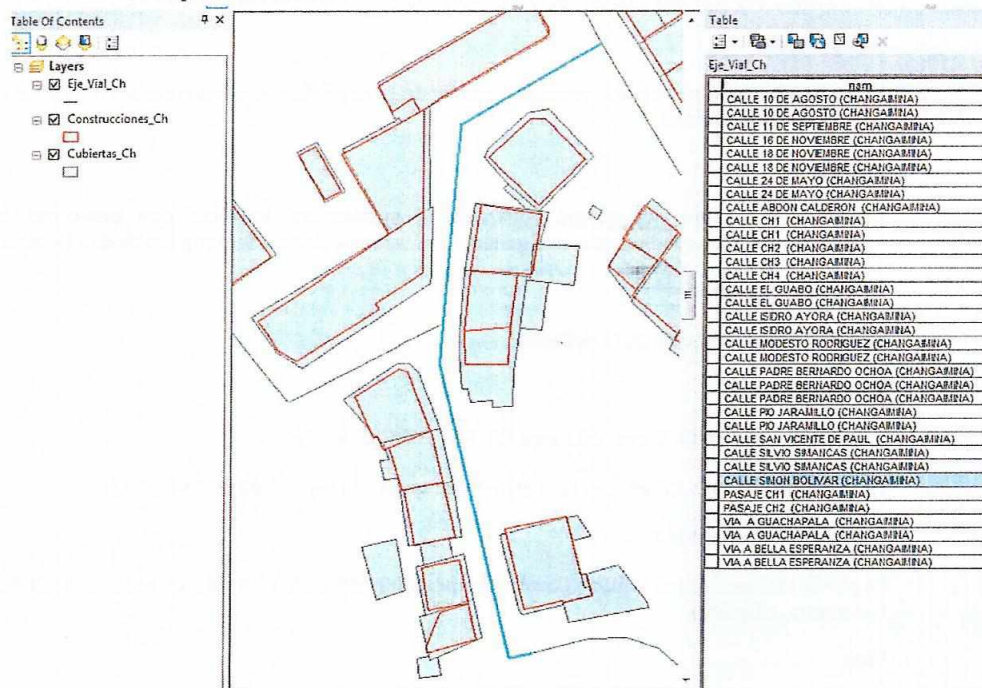 Table Of Contents
Layers
Eje_Vial_Ch
Construcciones_Ch
Cubiertas_Ch
Table
Eje_Vial_Ch
nam
CALLE 10 DE AGOSTO (CHANGAIMINA)
CALLE 10 DE AGOSTO (CHANGAIMINA)
CALLE 11 DE SEPTIEMBRE (CHANGAIMINA)
CALLE 16 DE NOVIEMBRE (CHANGAIMINA)
CALLE 18 DE NOVIEMBRE (CHANGAIMINA)
CALLE 18 DE NOVIEMBRE (CHANGAIMINA)
CALLE 24 DE MAYO (CHANGAIMINA)
CALLE 24 DE MAYO (CHANGAIMINA)
CALLE ABDON CALDERON (CHANGAIMINA)
CALLE CH1 (CHANGAIMINA)
CALLE CH1 (CHANGAIMINA)
CALLE CH2 (CHANGAIMINA)
CALLE CH3 (CHANGAIMINA)
CALLE CH4 (CHANGAIMINA)
CALLE EL GUABO (CHANGAIMINA)
CALLE EL GUABO (CHANGAIMINA)
CALLE ISIDRO AYORA (CHANGAIMINA)
CALLE ISIDRO AYORA (CHANGAIMINA)
CALLE MODESTO RODRIGUEZ (CHANGAIMINA)
CALLE MODESTO RODRIGUEZ (CHANGAIMINA)
CALLE PADRE BERNARDO OCHOA (CHANGAIMINA)
CALLE PADRE BERNARDO OCHOA (CHANGAIMINA)
CALLE PADRE BERNARDO OCHOA (CHANGAIMINA)
CALLE PIO JARAMILLO (CHANGAIMINA)
CALLE PIO JARAMILLO (CHANGAIMINA)
CALLE SAN VICENTE DE PAUL (CHANGAIMINA)
CALLE SILVIO SIMANCAS (CHANGAIMINA)
CALLE SILVIO SIMANCAS (CHANGAIMINA)
CALLE SIMON BOLIVAR (CHANGAIMINA)
PASAJE CH1 (CHANGAIMINA)
PASAJE CH2 (CHANGAIMINA)
VIA A GUACHAPALA (CHANGAIMINA)
VIA A GUACHAPALA (CHANGAIMINA)
VIA A BELLA ESPERANZA (CHANGAIMINA)
VIA A BELLA ESPERANZA (CHANGAIMINA)